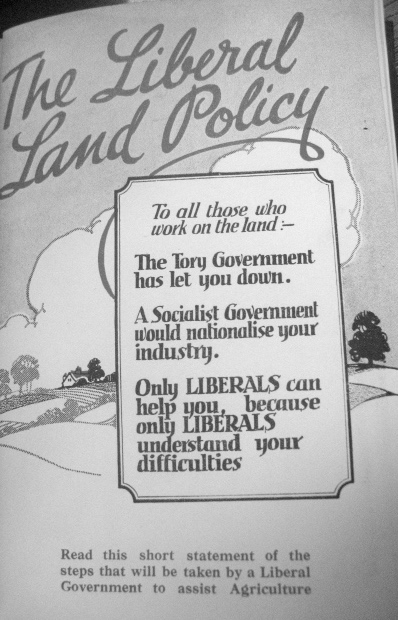 The Liberal
Land Policy
To all those who
work on the land :—
The Tory Government
has let you down.
A Socialist Government
would nationalise your
industry.
Only LIBERALS can
help you, because
only LIBERALS
understand your
difficulties
Read this short statement of the
steps that will be taken by a Liberal
Government to assist Agriculture